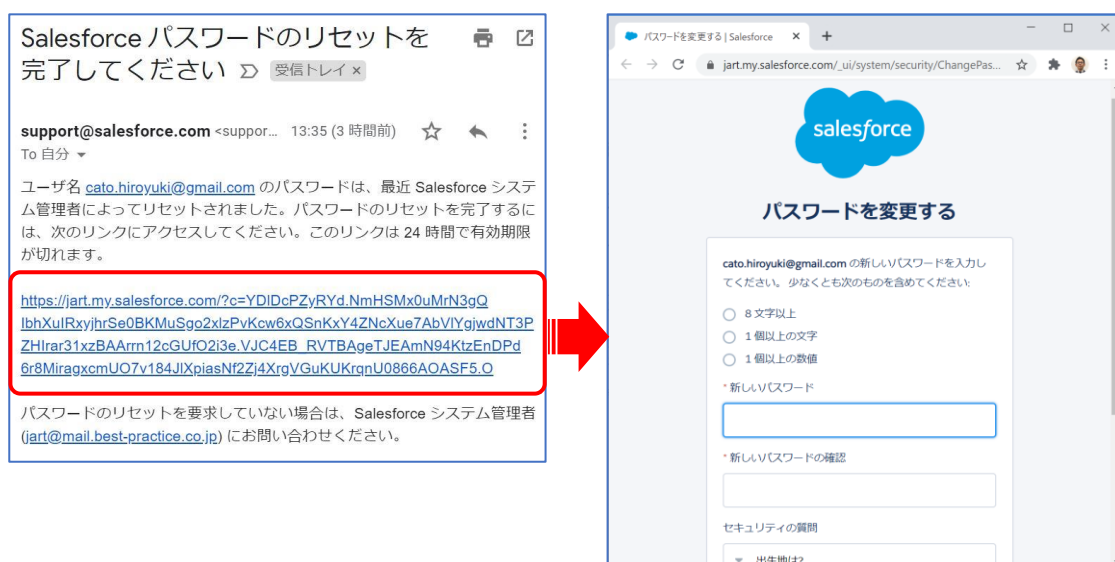 Salesforce パスワードのリセットを
完了してください 受信トレイ ×
support@salesforce.com <suppor... 13:35 (3 時間前)
To 自分
ユーザ名 cato.hiroyuki@gmail.com のパスワードは、最近 Salesforce システ
ム管理者によってリセットされました。パスワードのリセットを完了するに
は、次のリンクにアクセスしてください。このリンクは 24 時間で有効期限
が切れます。
https://jart.my.salesforce.com/?c=YDlDcPZyRYd.NmHSMx0uMrN3gQ
IbhXuIRxyjhrSe0BKMuSgo2xlzPvKcw6xQSnKxY4ZNcXue7AbVlYgjwdNT3P
ZHIrar31xzBAArrn12cGUfO2i3e.VJC4EB_RVTBAgeTJEAmN94KtzEnDPd
6r8MiragxcmUO7v184JlXpiasNf2Zj4XrgVGuKUKrqnU0866AOASF5.O
パスワードのリセットを要求していない場合は、Salesforce システム管理者
(jart@mail.best-practice.co.jp) にお問い合わせください。
パスワードを変更する | Salesforce
jart.my.salesforce.com/_ui/system/security/ChangePas...
salesforce
パスワードを変更する
cato.hiroyuki@gmail.com の新しいパスワードを入力し
てください。 少なくとも次のものを含めてください:
8 文字以上
1 個以上の文字
1 個以上の数値
* 新しいパスワード
* 新しいパスワードの確認
セキュリティの質問
出生地は?